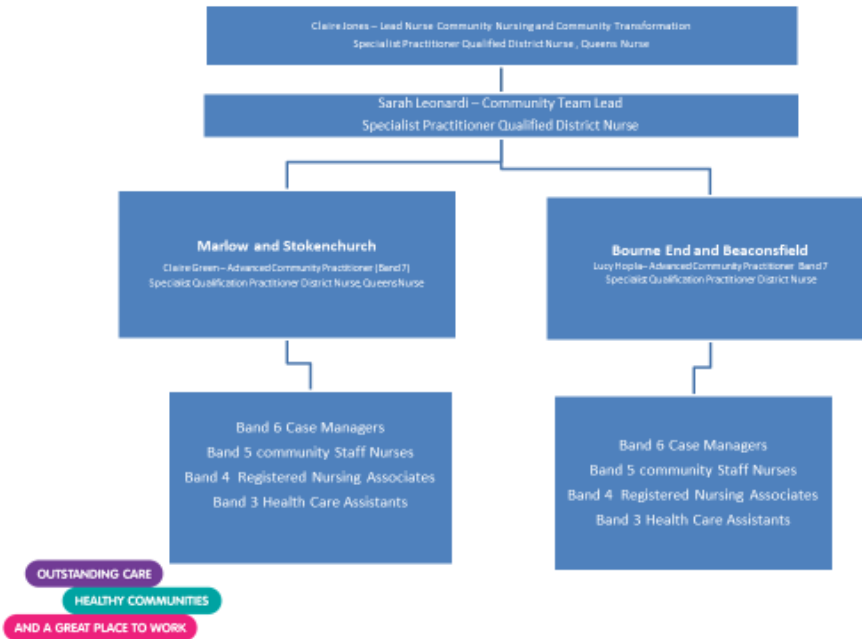 Claire Jones – Lead Nurse Community Nursing and Community Transformation
Specialist Practitioner Qualified District Nurse , Queens Nurse
Sarah Leonardi – Community Team Lead
Specialist Practitioner Qualified District Nurse
Marlow and Stokenchurch
Claire Green – Advanced Community Practitioner (Band 7)
Specialist Qualification Practitioner District Nurse, Queens Nurse
Bourne End and Beaconsfield
Lucy Hopla – Advanced Community Practitioner Band 7
Specialist Qualification Practitioner District Nurse
Band 6 Case Managers
Band 5 community Staff Nurses
Band 4 Registered Nursing Associates
Band 3 Health Care Assistants
Band 6 Case Managers
Band 5 community Staff Nurses
Band 4 Registered Nursing Associates
Band 3 Health Care Assistants
OUTSTANDING CARE
HEALTHY COMMUNITIES
AND A GREAT PLACE TO WORK